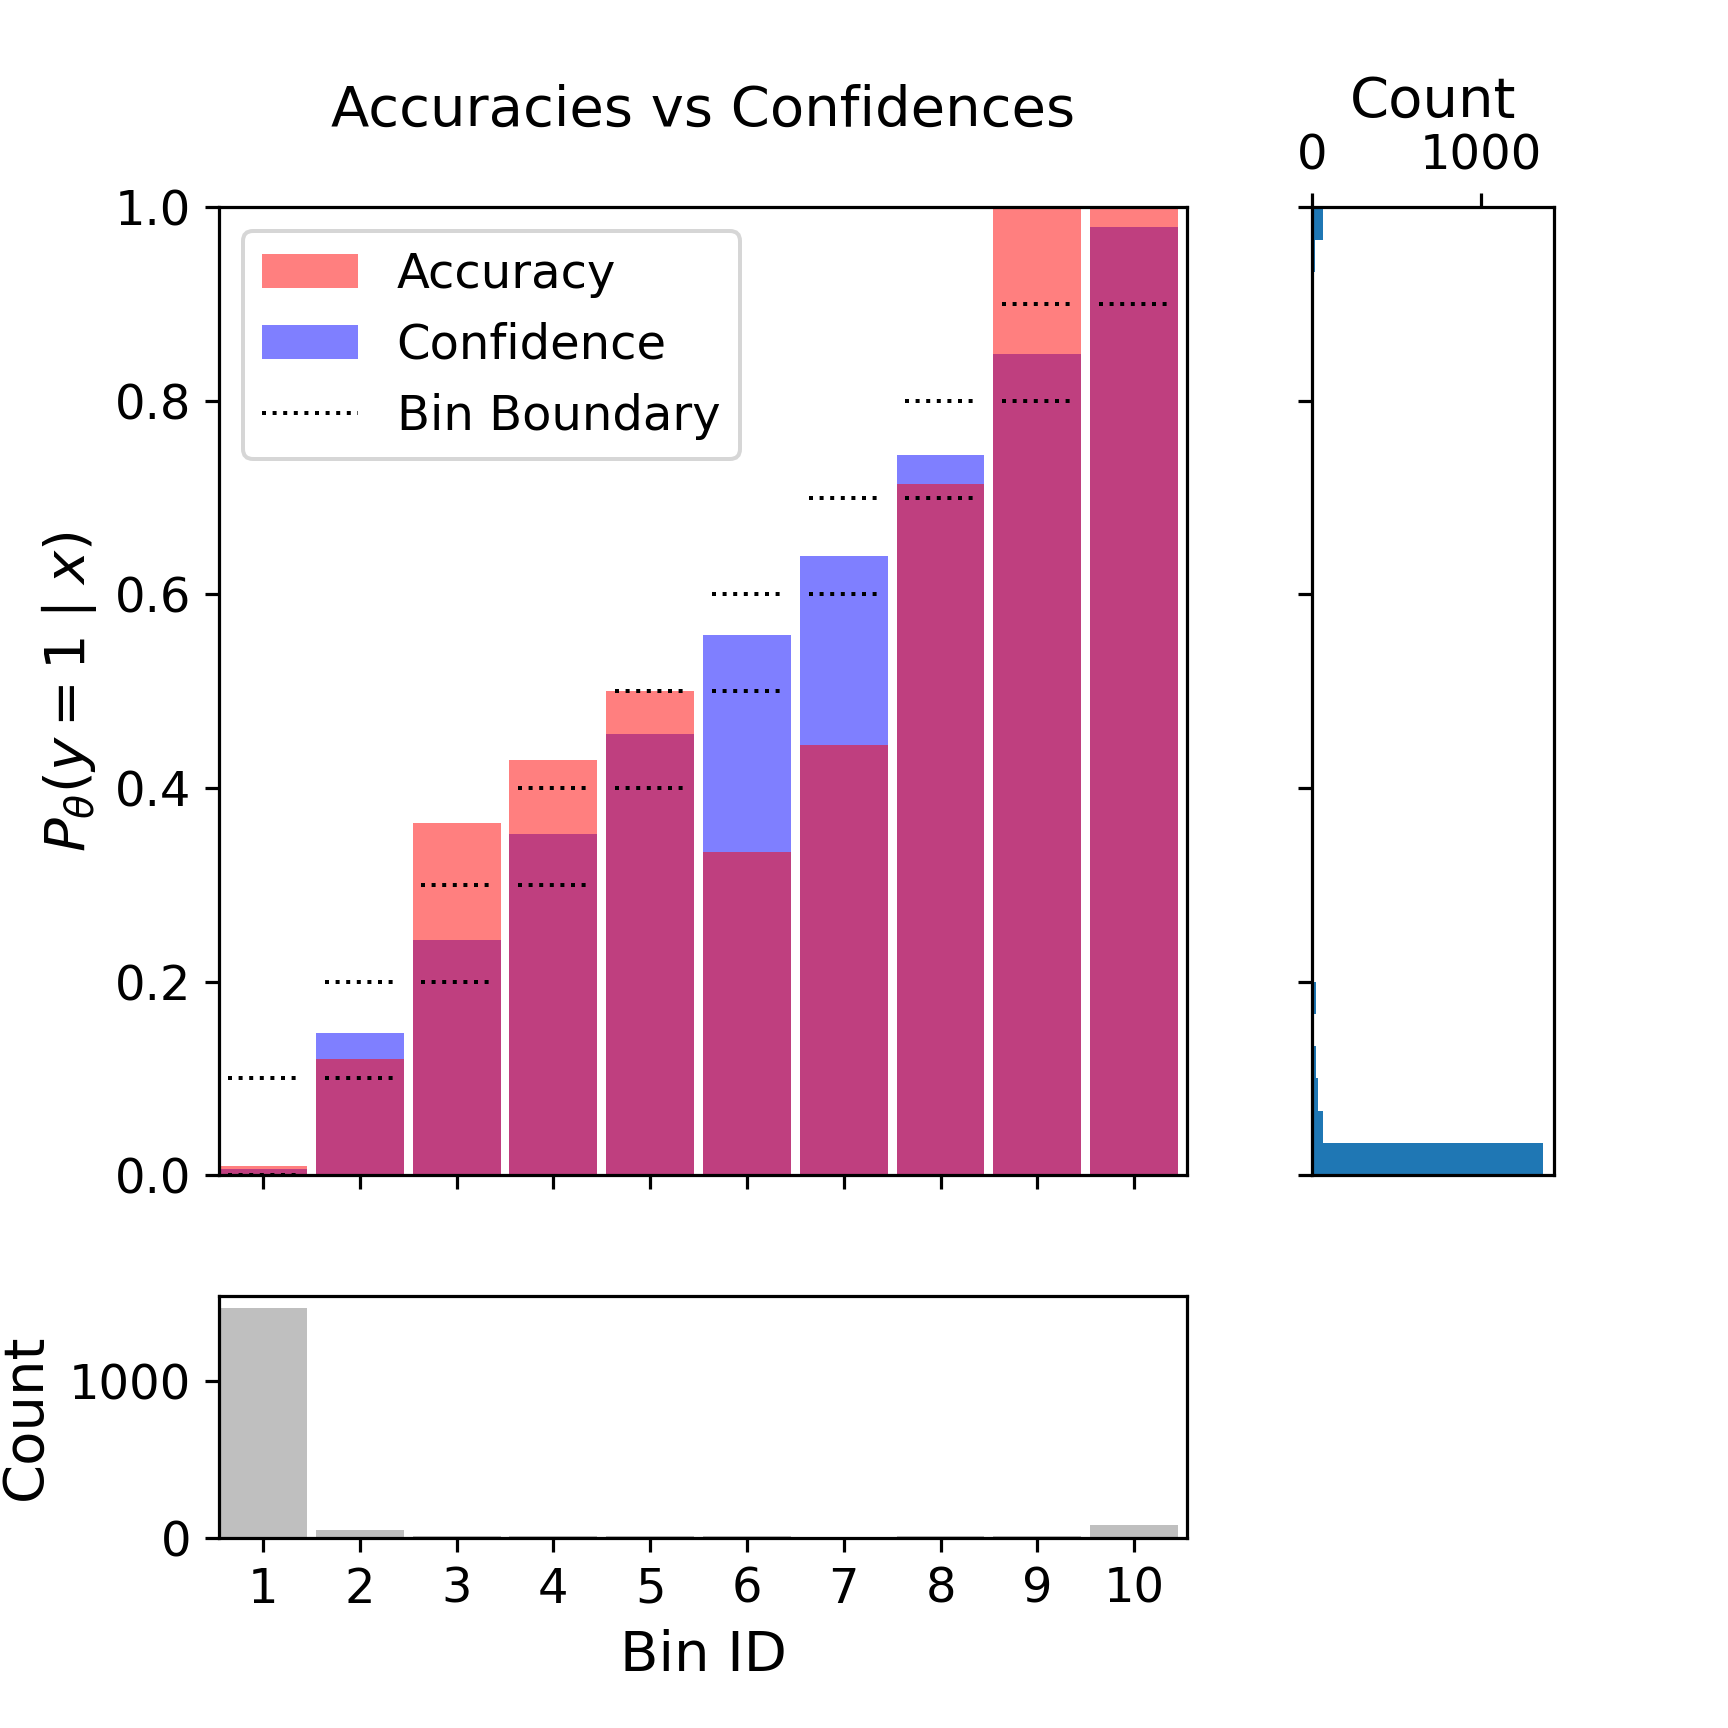 Accuracies vs Confidences
Count
0 1000
1.0
0.8
0.6
0.4
0.2
0.0
P_θ(y = 1 | x)
Accuracy
Confidence
Bin Boundary
Count
1000
0
1 2 3 4 5 6 7 8 9 10
Bin ID